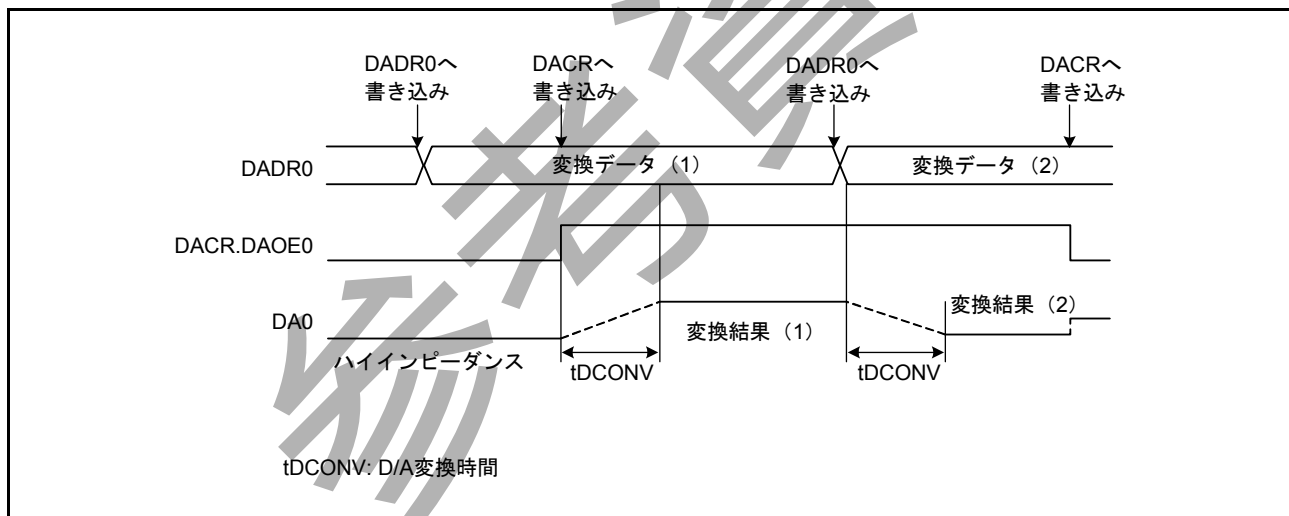 DADR0へ
書き込み
DACRへ
書き込み
DADR0へ
書き込み
DACRへ
書き込み
DADR0
変換データ（1）
変換データ（2）
DACR.DAOE0
DA0
変換結果（1）
変換結果（2）
ハイインピーダンス
tDCONV
tDCONV
tDCONV: D/A変換時間
参考資